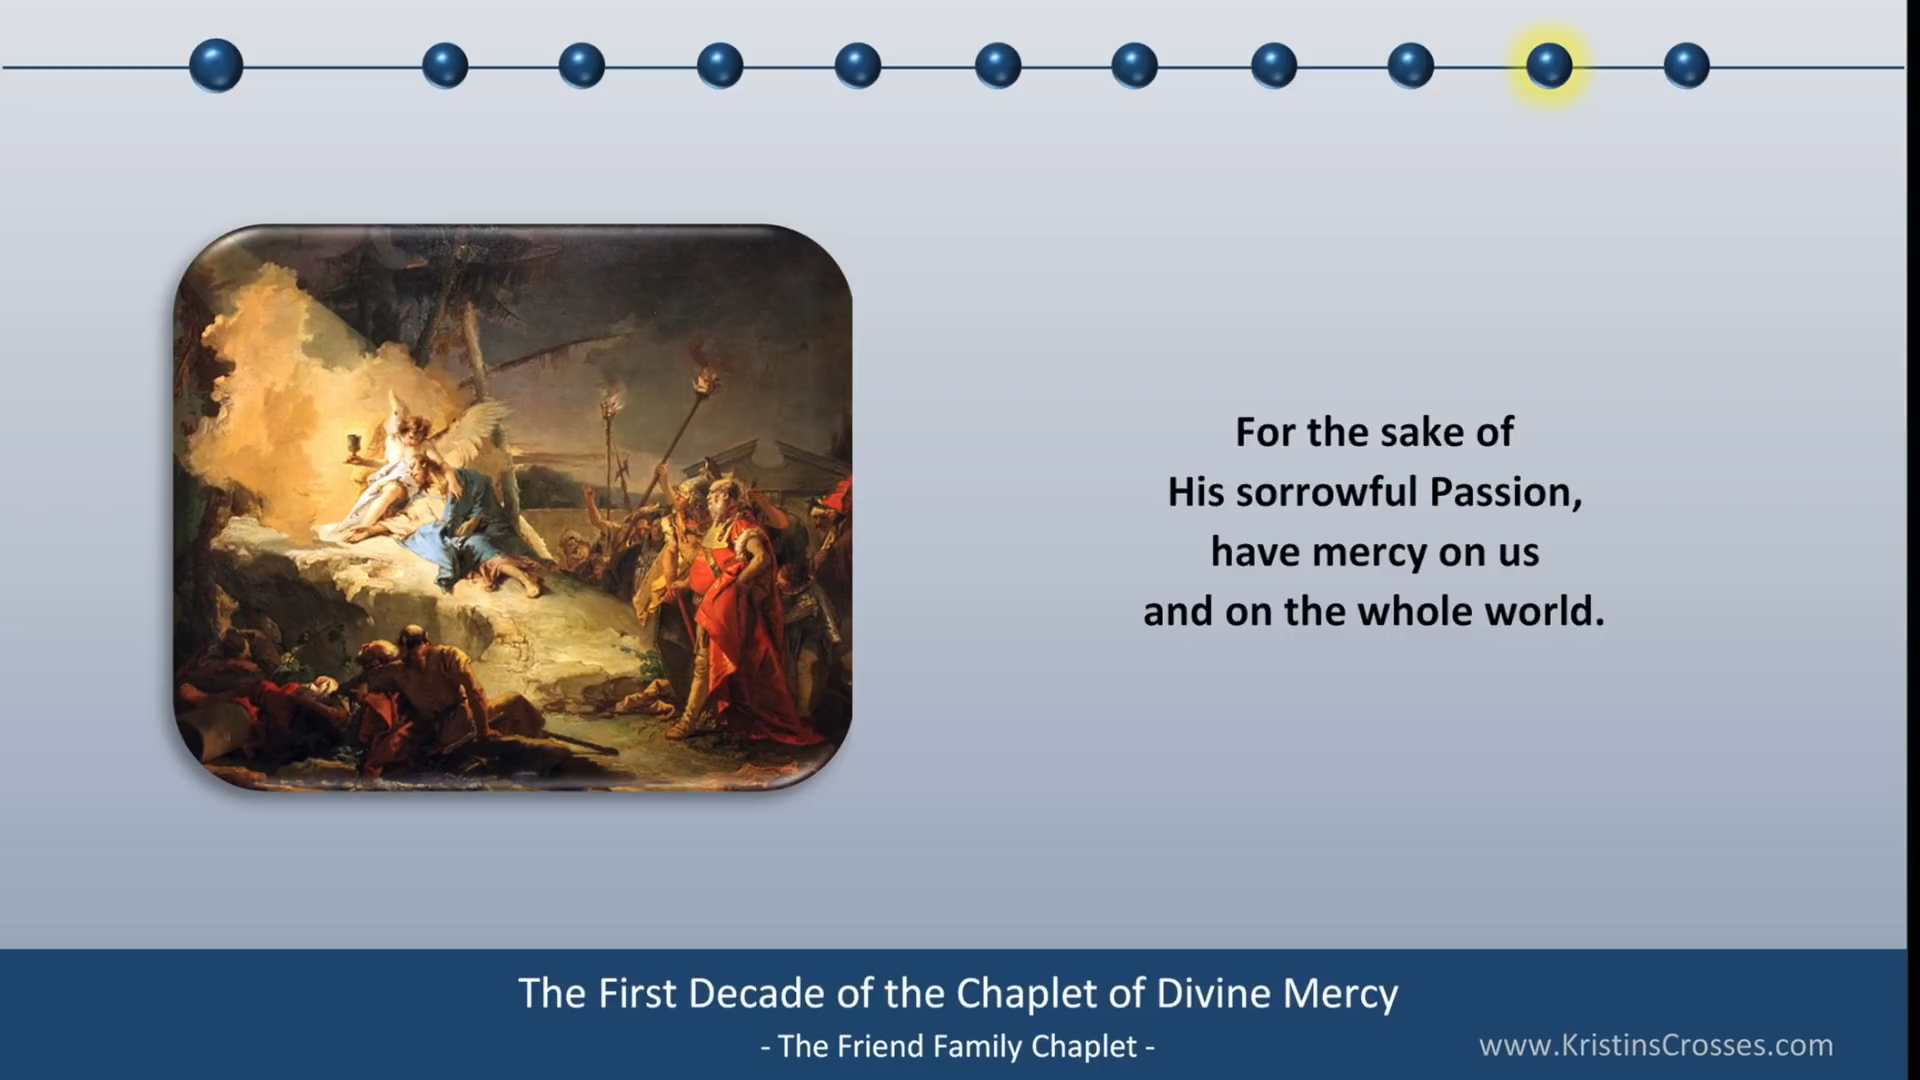 For the sake of
His sorrowful Passion,
have mercy on us
and on the whole world.
The First Decade of the Chaplet of Divine Mercy
- The Friend Family Chaplet -
www.KristinsCrosses.com